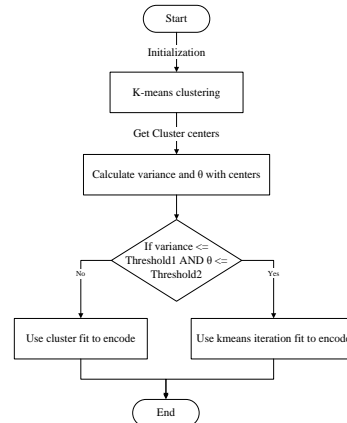 Start
Initialization
K-means clustering
Get Cluster centers
Calculate variance and θ with centers
If variance <=
Threshold1 AND θ <=
Threshold2
No
Yes
Use cluster fit to encode
Use kmeans iteration fit to encode
End